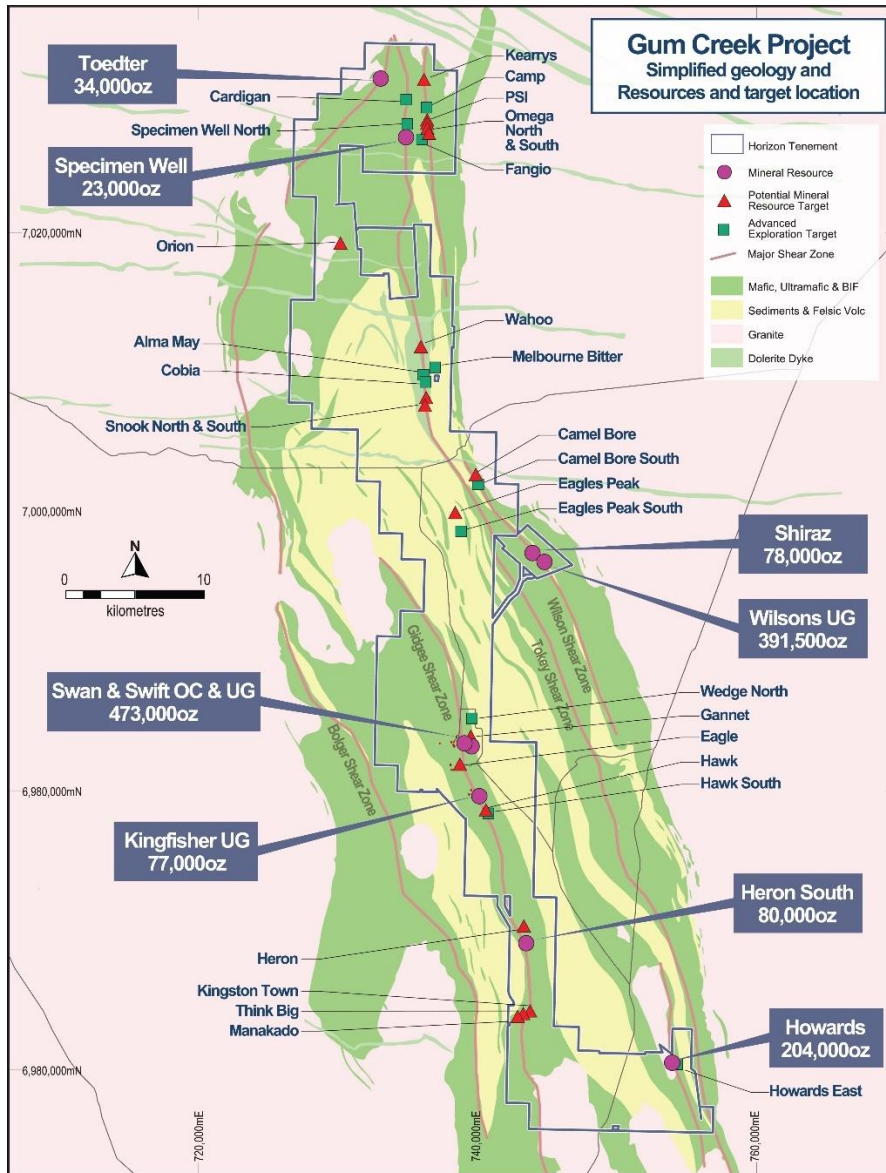 Gum Creek Project
Simplified geology and
Resources and target location
Horizon Tenement
Mineral Resource
Potential Mineral
Resource Target
Advanced
Exploration Target
Major Shear Zone
Mafic, Ultramafic & BIF
Sediments & Felsic Volc
Granite
Dolerite Dyke
Toedter
34,000oz
Cardigan
Specimen Well North
Specimen Well
23,000oz
Kearrys
Camp
PSI
Omega
North
& South
Fangio
7,020,000mN
Orion
Wahoo
Alma May
Melbourne Bitter
Cobia
Snook North & South
Camel Bore
Camel Bore South
Eagles Peak
Eagles Peak South
7,000,000mN
N
0
10
kilometres
Shiraz
78,000oz
Wilsons UG
391,500oz
Wilson Shear Zone
Tokey Shear Zone
Gidgee Shear Zone
Bolger Shear Zone
Swan & Swift OC & UG
473,000oz
Wedge North
Gannet
Eagle
Hawk
Hawk South
6,980,000mN
Kingfisher UG
77,000oz
Heron South
80,000oz
Heron
Kingston Town
Think Big
Manakado
Howards
204,000oz
Howards East
6,980,000mN
720,000mE
740,000mE
760,000mE